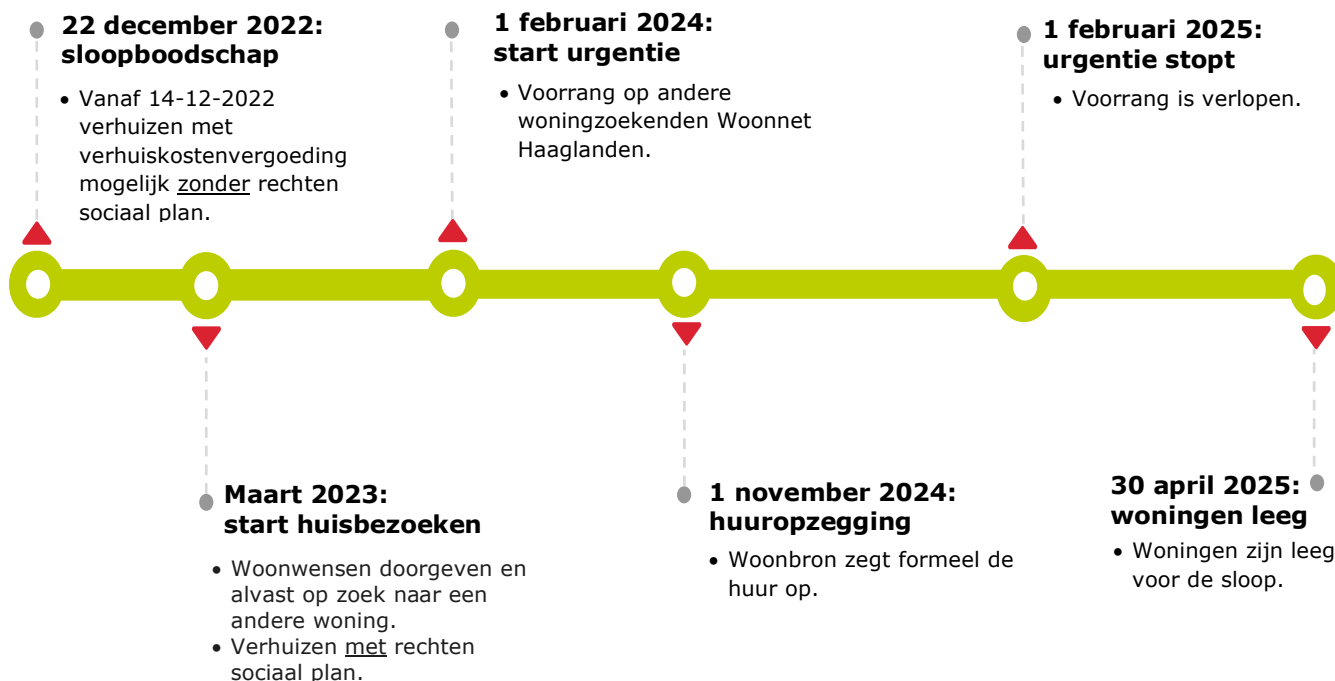 22 december 2022:
sloopboodschap
• Vanaf 14-12-2022
verhuizen met
verhuiskostenvergoeding
mogelijk zonder rechten
sociaal plan.
1 februari 2024:
start urgentie
• Voorrang op andere
woningzoekenden Woonnet
Haaglanden.
1 februari 2025:
urgentie stopt
• Voorrang is verlopen.
Maart 2023:
start huisbezoeken
• Woonwensen doorgeven en
alvast op zoek naar een
andere woning.
• Verhuizen met rechten
sociaal plan.
1 november 2024:
huuropzegging
• Woonbron zegt formeel de
huur op.
30 april 2025:
woningen leeg
• Woningen zijn leeg
voor de sloop.